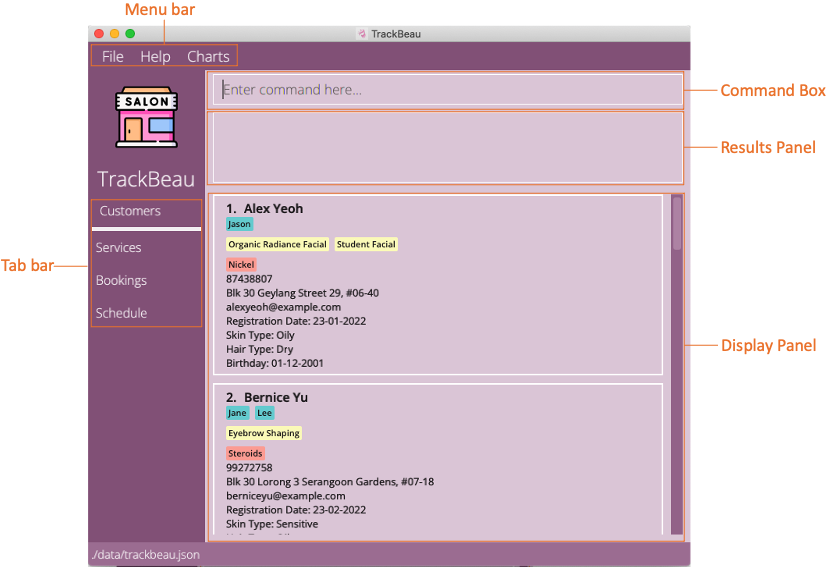 Menu bar
TrackBeau
File Help Charts
SALON
TrackBeau
Tab bar
Customers
Services
Bookings
Schedule
Enter command here...
Command Box
Results Panel
1. Alex Yeoh
Jason
Organic Radiance Facial Student Facial
Nickel
87438807
Blk 30 Geylang Street 29, #06-40
alexyeoh@example.com
Registration Date: 23-01-2022
Skin Type: Oily
Hair Type: Dry
Birthday: 01-12-2001
Display Panel
2. Bernice Yu
Jane Lee
Eyebrow Shaping
Steroids
99272758
Blk 30 Lorong 3 Serangoon Gardens, #07-18
berniceyu@example.com
Registration Date: 23-02-2022
Skin Type: Sensitive
./data/trackbeau.json